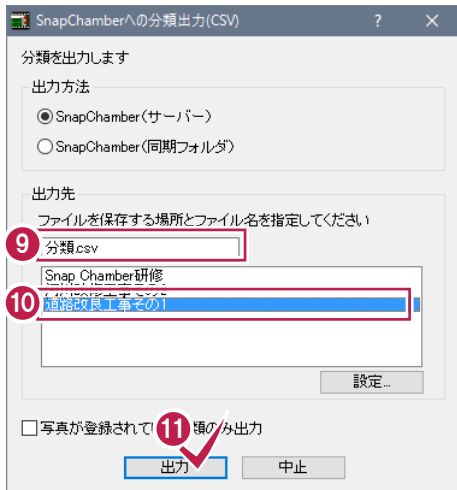 SnapChamberへの分類出力(CSV) ? ×
分類を出力します
出力方法
SnapChamber(サーバー)
SnapChamber(同期フォルダ)
出力先
ファイルを保存する場所とファイル名を指定してください
9 分類.csv
Snap Chamber研修
10 道路改良工事その1
設定...
写真が登録されて 類のみ出力
11
出力 中止